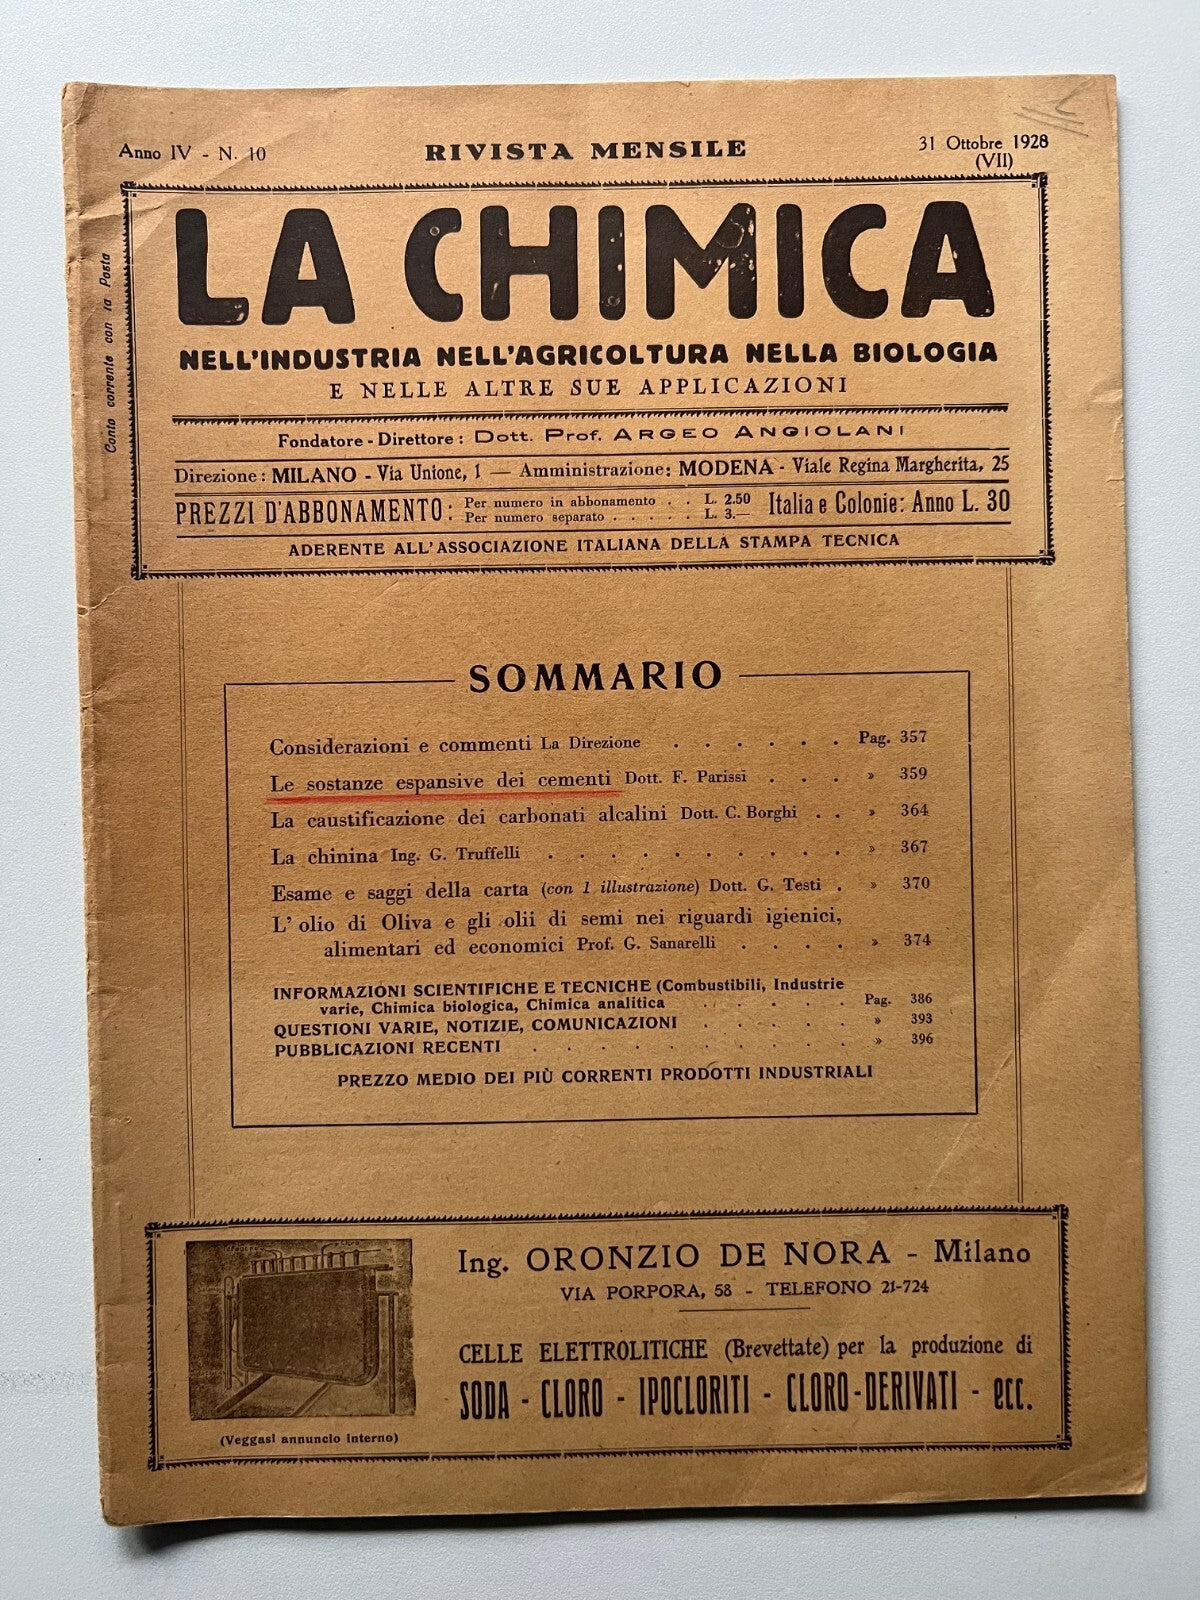 Anno IV - N. 10
RIVISTA MENSILE
31 Ottobre 1928
(VII)
Conto corrente con la Posta
LA CHIMICA
NELL'INDUSTRIA NELL'AGRICOLTURA NELLA BIOLOGIA
E NELLE ALTRE SUE APPLICAZIONI
Fondatore - Direttore : Dott. Prof. ARGEO ANGIOLANI
Direzione : MILANO - Via Unione, 1 — Amministrazione: MODENA - Viale Regina Margherita, 25
PREZZI D'ABBONAMENTO :
Per numero in abbonamento . . L. 2.50
Per numero separato . . . . . L. 3.—
Italia e Colonie: Anno L. 30
ADERENTE ALL'ASSOCIAZIONE ITALIANA DELLA STAMPA TECNICA
SOMMARIO
Considerazioni e commenti La Direzione . . . . . . Pag. 357
Le sostanze espansive dei cementi Dott. F. Parissi . . . » 359
La caustificazione dei carbonati alcalini Dott. C. Borghi . . » 364
La chinina Ing. G. Truffelli . . . . . . . . . . » 367
Esame e saggi della carta (con 1 illustrazione) Dott. G. Testi . » 370
L' olio di Oliva e gli olii di semi nei riguardi igienici,
alimentari ed economici Prof. G. Sanarelli . . . . » 374
INFORMAZIONI SCIENTIFICHE E TECNICHE (Combustibili, Industrie
varie, Chimica biologica, Chimica analitica . . . . . Pag. 386
QUESTIONI VARIE, NOTIZIE, COMUNICAZIONI . . . . . » 393
PUBBLICAZIONI RECENTI . . . . . . . . . . » 396
PREZZO MEDIO DEI PIÙ CORRENTI PRODOTTI INDUSTRIALI
Ing. ORONZIO DE NORA - Milano
VIA PORPORA, 58 - TELEFONO 21-724
CELLE ELETTROLITICHE (Brevettate) per la produzione di
SODA - CLORO - IPOCLORITI - CLORO-DERIVATI - ecc.
(Veggasi annuncio interno)